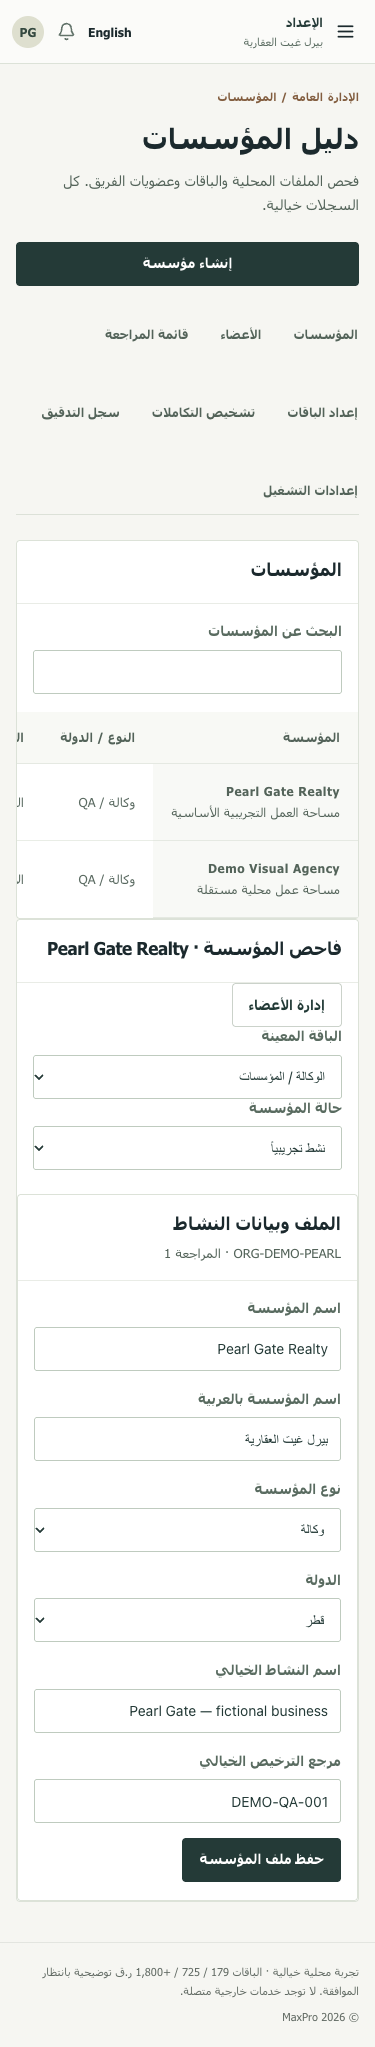 الإعداد
بيرل غيت العقارية
English
PG
الإدارة العامة / المؤسسات
دليل المؤسسات
فحص الملفات المحلية والباقات وعضويات الفريق. كل
السجلات خيالية.
إنشاء مؤسسة
المؤسسات الأعضاء قائمة المراجعة
إعداد الباقات تشخيص التكاملات سجل التدقيق
إعدادات التشغيل
المؤسسات
البحث عن المؤسسات
المؤسسة النوع / الدولة
Pearl Gate Realty
مساحة العمل التجريبية الأساسية
وكالة / QA
Demo Visual Agency
مساحة عمل محلية مستقلة
وكالة / QA
فاحص المؤسسة · Pearl Gate Realty
إدارة الأعضاء
الباقة المعينة
الوكالة / المؤسسات
حالة المؤسسة
نشط تجريبياً
الملف وبيانات النشاط
ORG-DEMO-PEARL · المراجعة 1
اسم المؤسسة
Pearl Gate Realty
اسم المؤسسة بالعربية
بيرل غيت العقارية
نوع المؤسسة
وكالة
الدولة
قطر
اسم النشاط الخيالي
Pearl Gate — fictional business
مرجع الترخيص الخيالي
DEMO-QA-001
حفظ ملف المؤسسة
تجربة محلية خيالية · الباقات 179 / 725 / +1,800 ر.ق توضيحية بانتظار
الموافقة. لا توجد خدمات خارجية متصلة.
© 2026 MaxPro